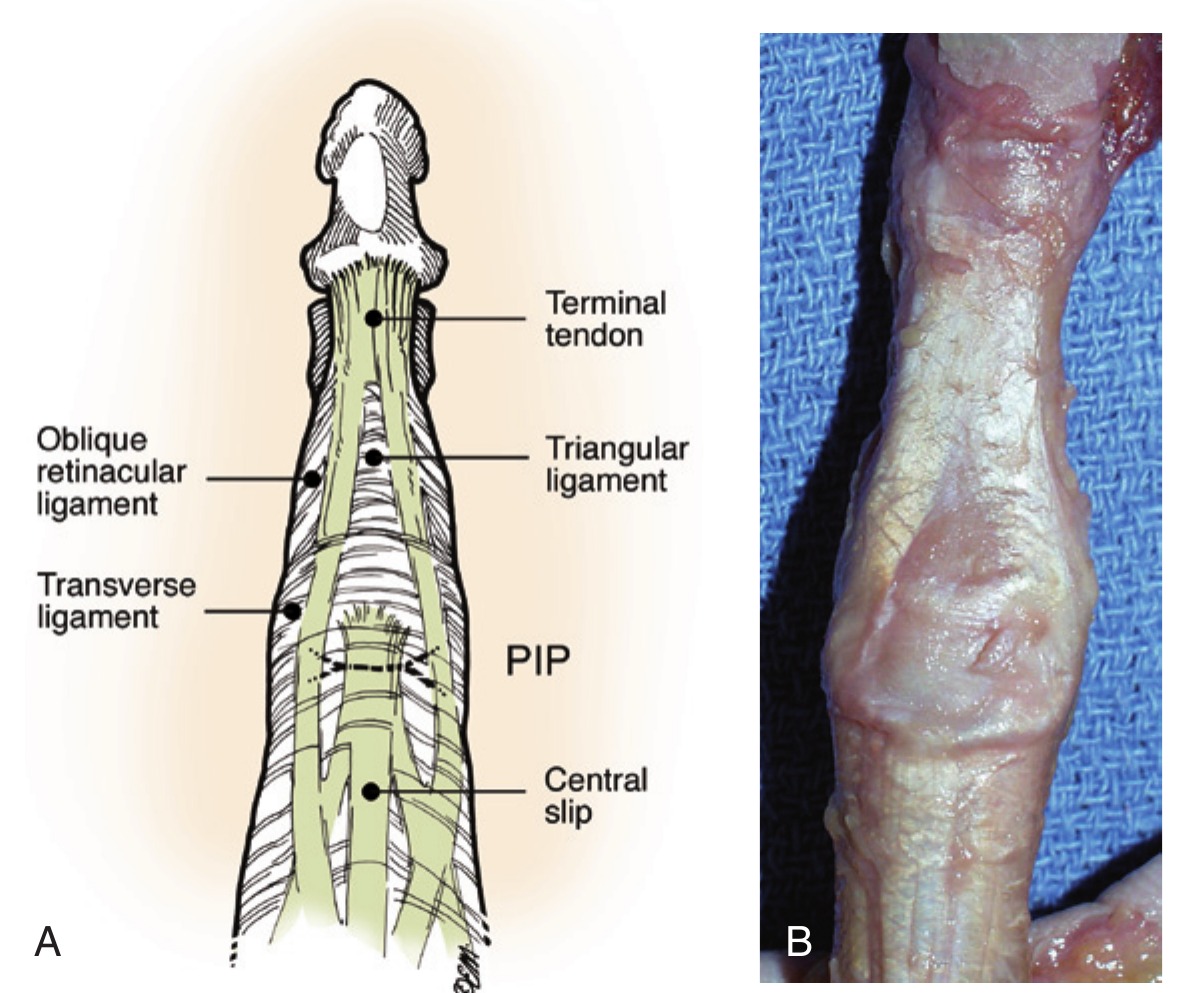 Terminal
tendon
Oblique
retinacular
ligament
Triangular
ligament
Transverse
ligament
PIP
Central
slip
A
B